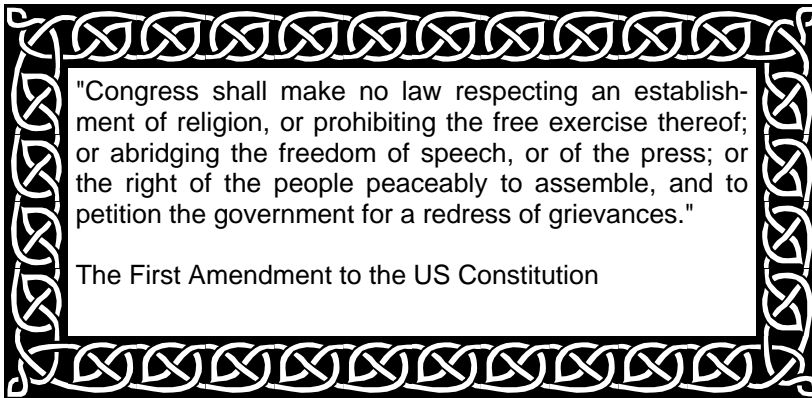 "Congress shall make no law respecting an establish-
ment of religion, or prohibiting the free exercise thereof;
or abridging the freedom of speech, or of the press; or
the right of the people peaceably to assemble, and to
petition the government for a redress of grievances."
The First Amendment to the US Constitution